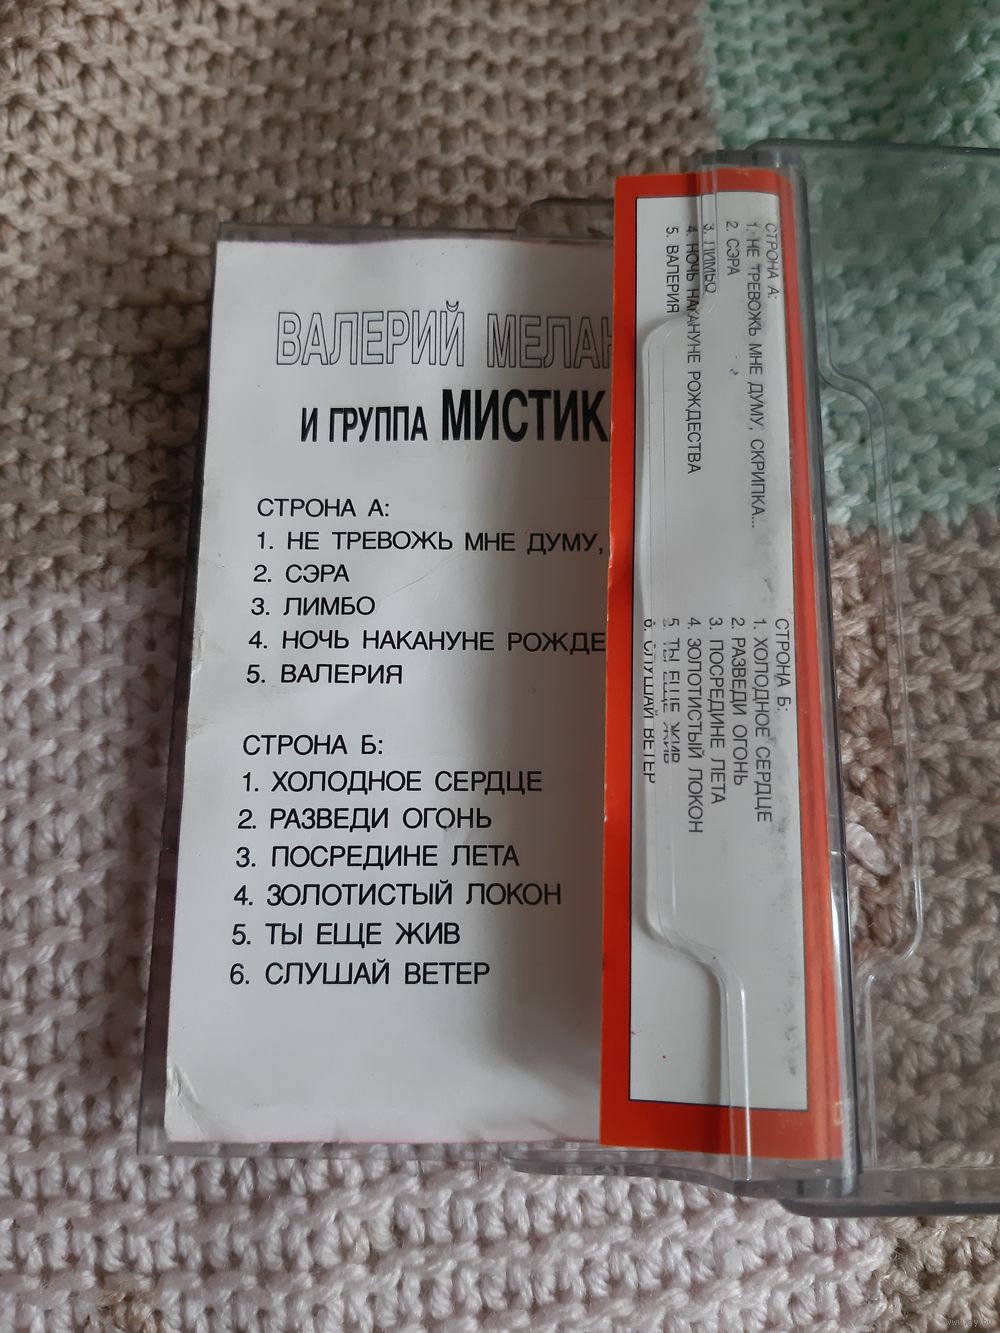 ВАЛЕРИЙ МЕЛАН
И ГРУППА МИСТИК
СТРОНА А:
1. НЕ ТРЕВОЖЬ МНЕ ДУМУ,
2. СЭРА
3. ЛИМБО
4. НОЧЬ НАКАНУНЕ РОЖДЕ
5. ВАЛЕРИЯ
СТРОНА Б:
1. ХОЛОДНОЕ СЕРДЦЕ
2. РАЗВЕДИ ОГОНЬ
3. ПОСРЕДИНЕ ЛЕТА
4. ЗОЛОТИСТЫЙ ЛОКОН
5. ТЫ ЕЩЕ ЖИВ
6. СЛУШАЙ ВЕТЕР
СТРОНА А:
1. НЕ ТРЕВОЖЬ МНЕ ДУМУ, СКРИПКА...
2. СЭРА
3. ЛИМБО
4. НОЧЬ НАКАНУНЕ РОЖДЕСТВА
5. ВАЛЕРИЯ
СТРОНА Б:
1. ХОЛОДНОЕ СЕРДЦЕ
2. РАЗВЕДИ ОГОНЬ
3. ПОСРЕДИНЕ ЛЕТА
4. ЗОЛОТИСТЫЙ ЛОКОН
5. ТЫ ЕЩЕ ЖИВ
6. СЛУШАЙ ВЕТЕР